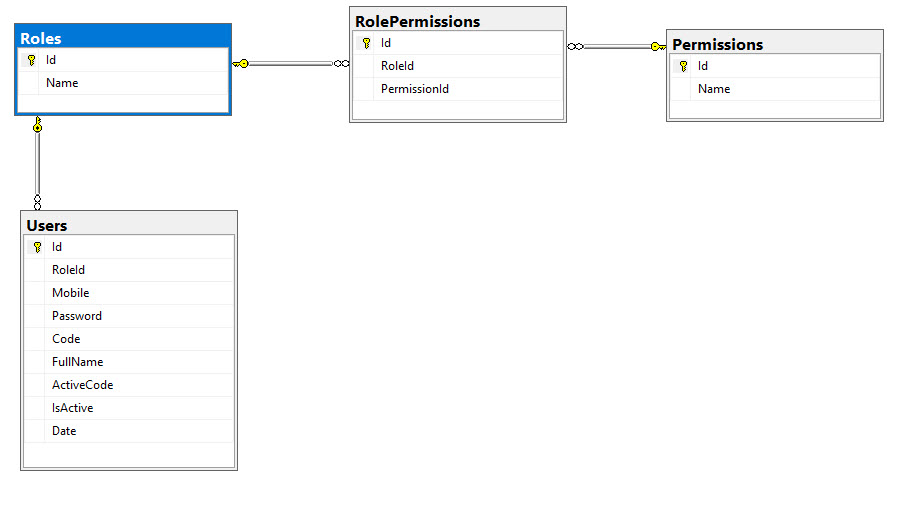 Roles
Id
Name
RolePermissions
Id
RoleId
PermissionId
Permissions
Id
Name
Users
Id
RoleId
Mobile
Password
Code
FullName
ActiveCode
IsActive
Date